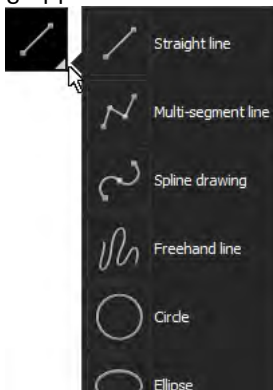 Straight line
Multi-segment line
Spline drawing
Freehand line
Circle
Ellipse